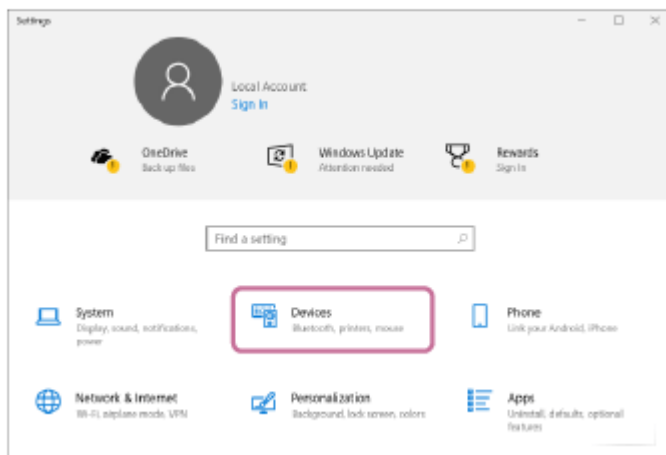 Settings
Local Account
Sign In
OneDrive
Back up files
Windows Update
Attention needed
Rewards
Sign In
Find a setting
System
Display, sound, notifications,
power
Devices
Bluetooth, printers, mouse
Phone
Link your Android, iPhone
Network & Internet
Wi-Fi, airplane mode, VPN
Personalization
Background, lock screen, colors
Apps
Uninstall, defaults, optional
features